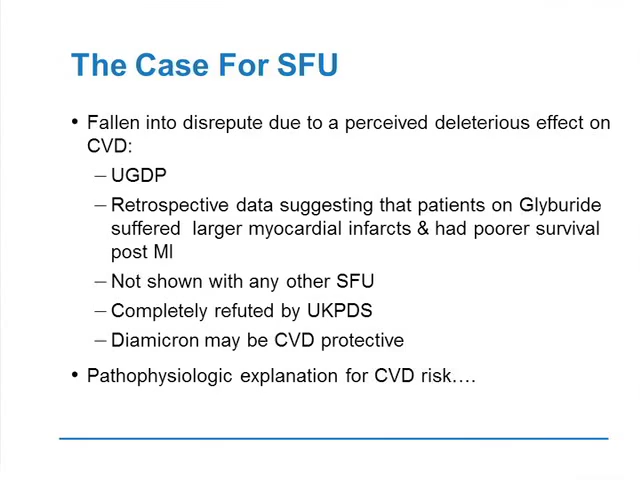 The Case For SFU
• Fallen into disrepute due to a perceived deleterious effect on
CVD:
– UGDP
– Retrospective data suggesting that patients on Glyburide
suffered larger myocardial infarcts & had poorer survival
post MI
– Not shown with any other SFU
– Completely refuted by UKPDS
– Diamicron may be CVD protective
• Pathophysiologic explanation for CVD risk….